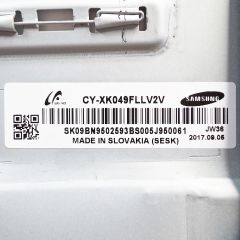 CY-XK049FLLV2V
SAMSUNG
SK09BN9502593BS005J950061
JW36
MADE IN SLOVAKIA (SESK)
2017.09.05